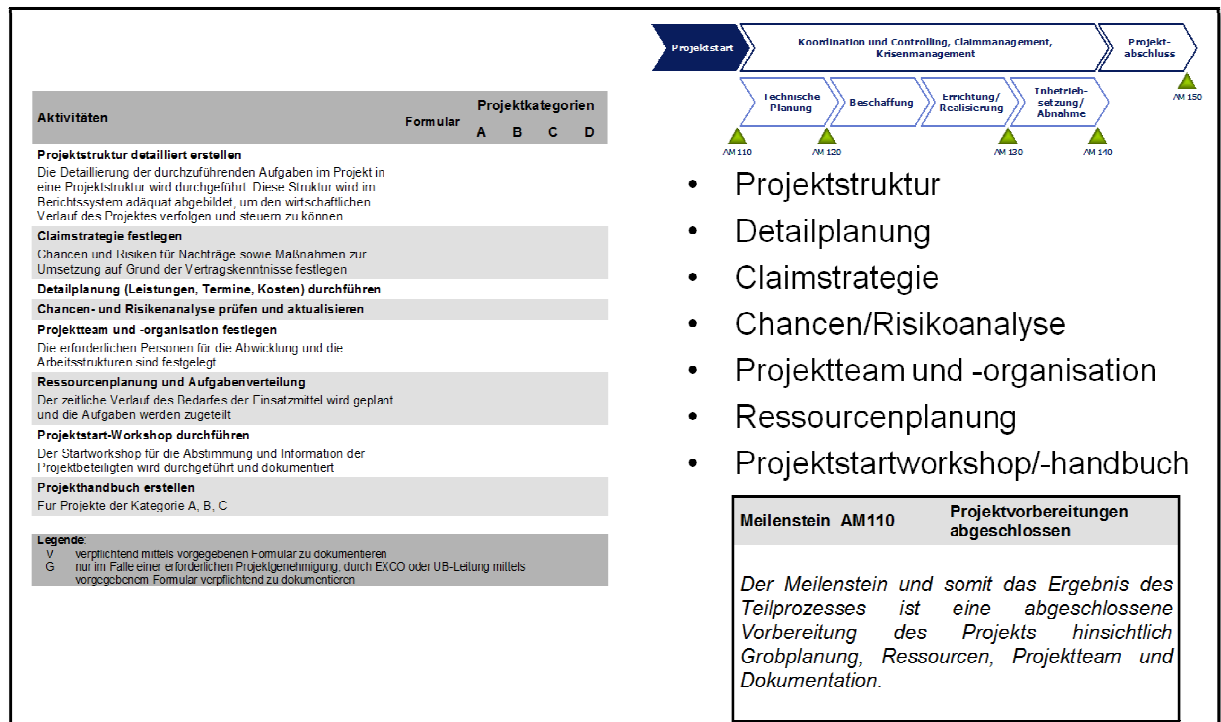 Aktivitäten
Formular
Projektkategorien
A B C D
Projektstruktur detailliert erstellen
Die Detaillierung der durchzuführenden Aufgaben im Projekt in
eine Projektstruktur wird durchgeführt. Diese Struktur wird im
Berichtssystem adäquat abgebildet, um den wirtschaftlichen
Verlauf des Projektes verfolgen und steuern zu können
Claimstrategie festlegen
Chancen und Risiken für Nachträge sowie Maßnahmen zur
Umsetzung auf Grund der Vertragskenntnisse festlegen
Detailplanung (Leistungen, Termine, Kosten) durchführen
Chancen- und Risikenanalyse prüfen und aktualisieren
Projektteam und -organisation festlegen
Die erforderlichen Personen für die Abwicklung und die
Arbeitsstrukturen sind festgelegt
Ressourcenplanung und Aufgabenverteilung
Der zeitliche Verlauf des Bedarfes der Einsatzmittel wird geplant
und die Aufgaben werden zugeteilt
Projektstart-Workshop durchführen
Der Startworkshop für die Abstimmung und Information der
Projektbeteiligten wird durchgeführt und dokumentiert
Projekthandbuch erstellen
Für Projekte der Kategorie A, B, C
Legende:
V verpflichtend mittels vorgegebenen Formular zu dokumentieren
G nur im Falle einer erforderlichen Projektgenehmigung, durch EXCO oder UB-Leitung mittels
vorgegebenem Formular verpflichtend zu dokumentieren
Projektstart
Koordination und Controlling, Claimmanagement,
Krisenmanagement
Projekt-
abschluss
Technische
Planung
Beschaffung
Errichtung/
Realisierung
Inbetrieb-
setzung/
Abnahme
AM 150
AM 110
AM 120
AM 130
AM 140
• Projektstruktur
• Detailplanung
• Claimstrategie
• Chancen/Risikoanalyse
• Projektteam und -organisation
• Ressourcenplanung
• Projektstartworkshop/-handbuch
Meilenstein AM110
Projektvorbereitungen
abgeschlossen
Der Meilenstein und somit das Ergebnis des
Teilprozesses ist eine abgeschlossene
Vorbereitung des Projekts hinsichtlich
Grobplanung, Ressourcen, Projektteam und
Dokumentation.